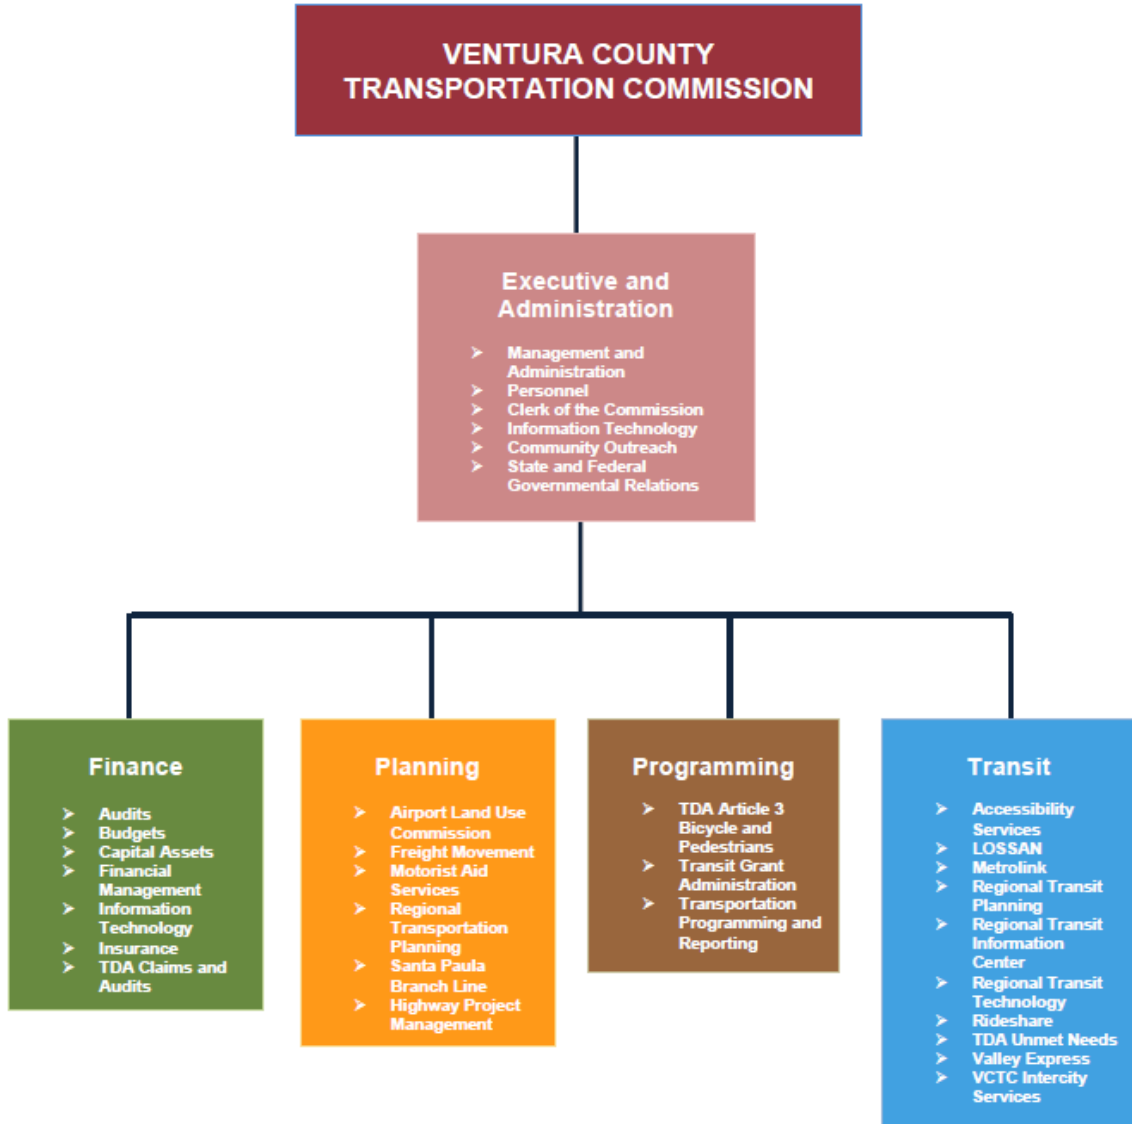 VENTURA COUNTY
TRANSPORTATION COMMISSION
Executive and
Administration
➢ Management and
Administration
➢ Personnel
➢ Clerk of the Commission
➢ Information Technology
➢ Community Outreach
➢ State and Federal
Governmental Relations
Finance
➢ Audits
➢ Budgets
➢ Capital Assets
➢ Financial
Management
➢ Information
Technology
➢ Insurance
➢ TDA Claims and
Audits
Planning
➢ Airport Land Use
Commission
➢ Freight Movement
➢ Motorist Aid
Services
➢ Regional
Transportation
Planning
➢ Santa Paula
Branch Line
➢ Highway Project
Management
Programming
➢ TDA Article 3
Bicycle and
Pedestrians
➢ Transit Grant
Administration
➢ Transportation
Programming and
Reporting
Transit
➢ Accessibility
Services
➢ LOSSAN
➢ Metrolink
➢ Regional Transit
Planning
➢ Regional Transit
Information
Center
➢ Regional Transit
Technology
➢ Rideshare
➢ TDA Unmet Needs
➢ Valley Express
➢ VCTC Intercity
Services